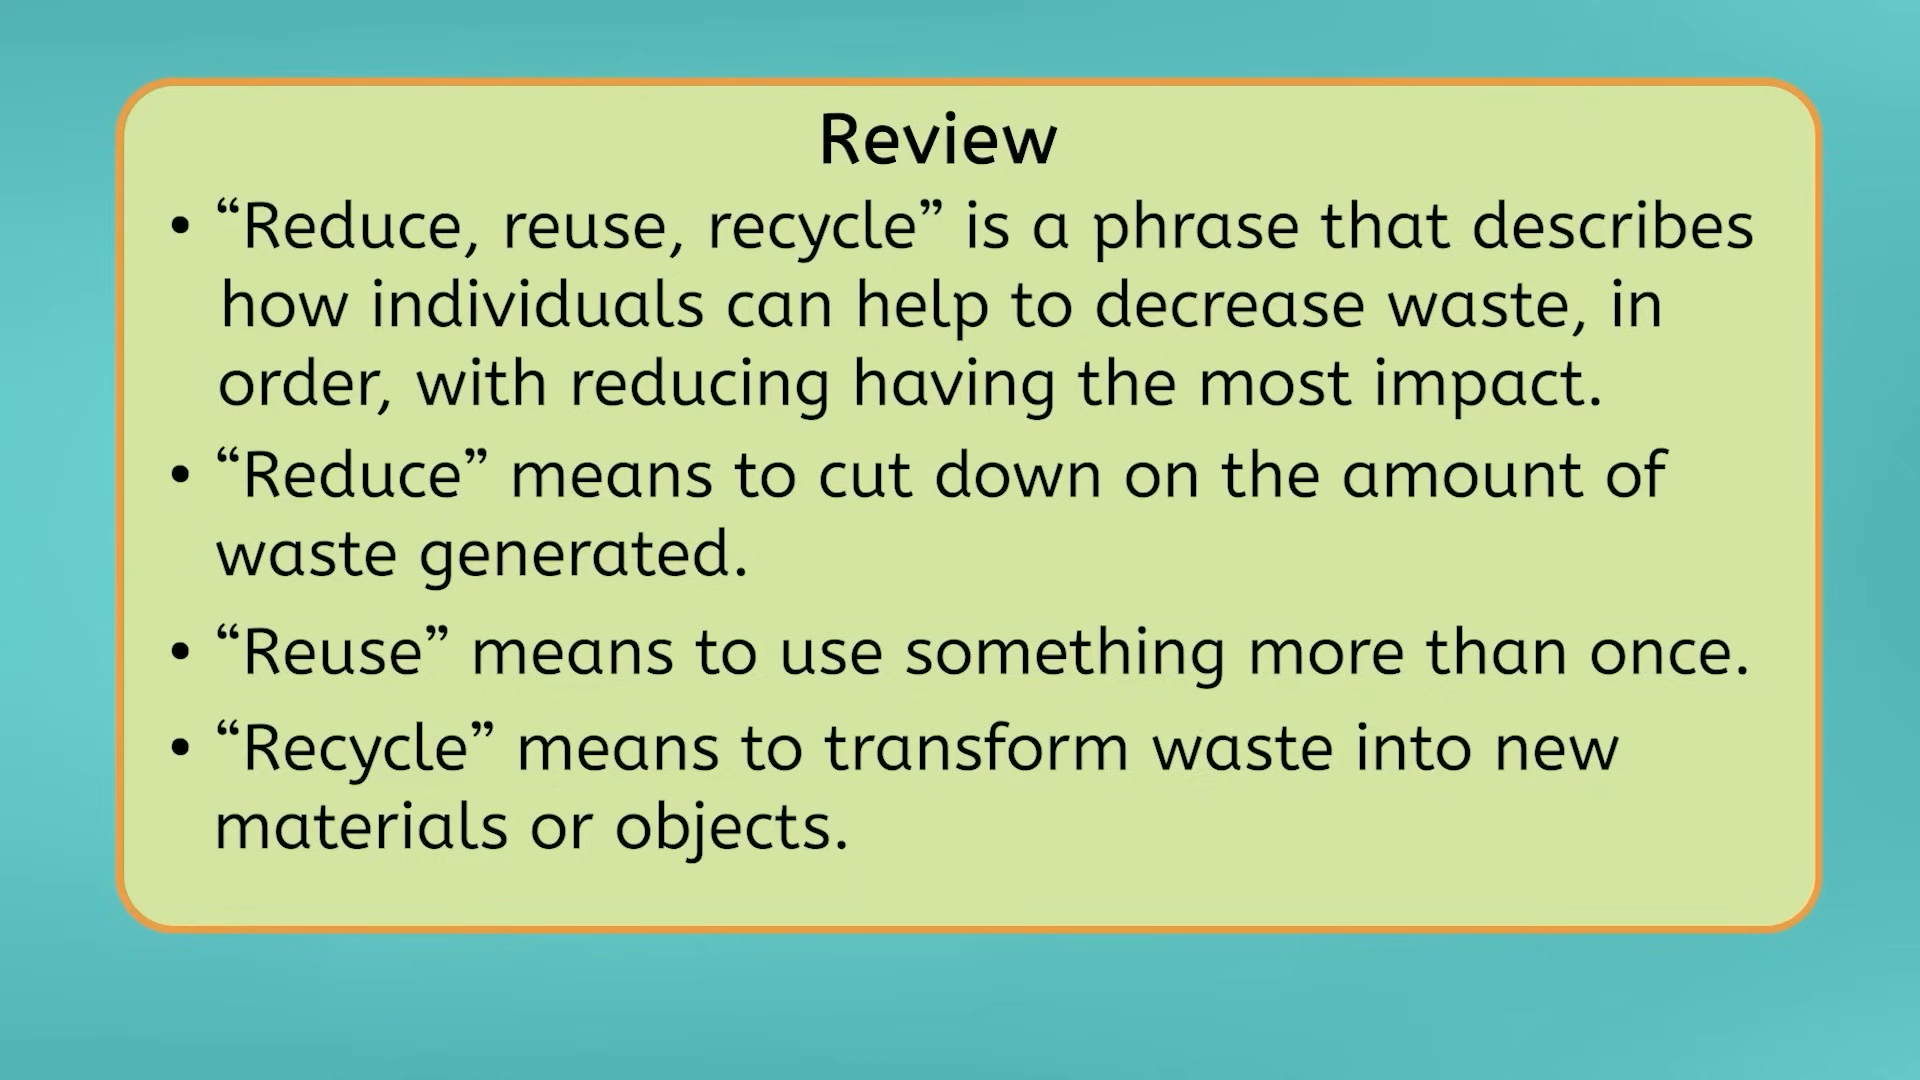 Review
• “Reduce, reuse, recycle” is a phrase that describes
how individuals can help to decrease waste, in
order, with reducing having the most impact.
• “Reduce” means to cut down on the amount of
waste generated.
• “Reuse” means to use something more than once.
• “Recycle” means to transform waste into new
materials or objects.